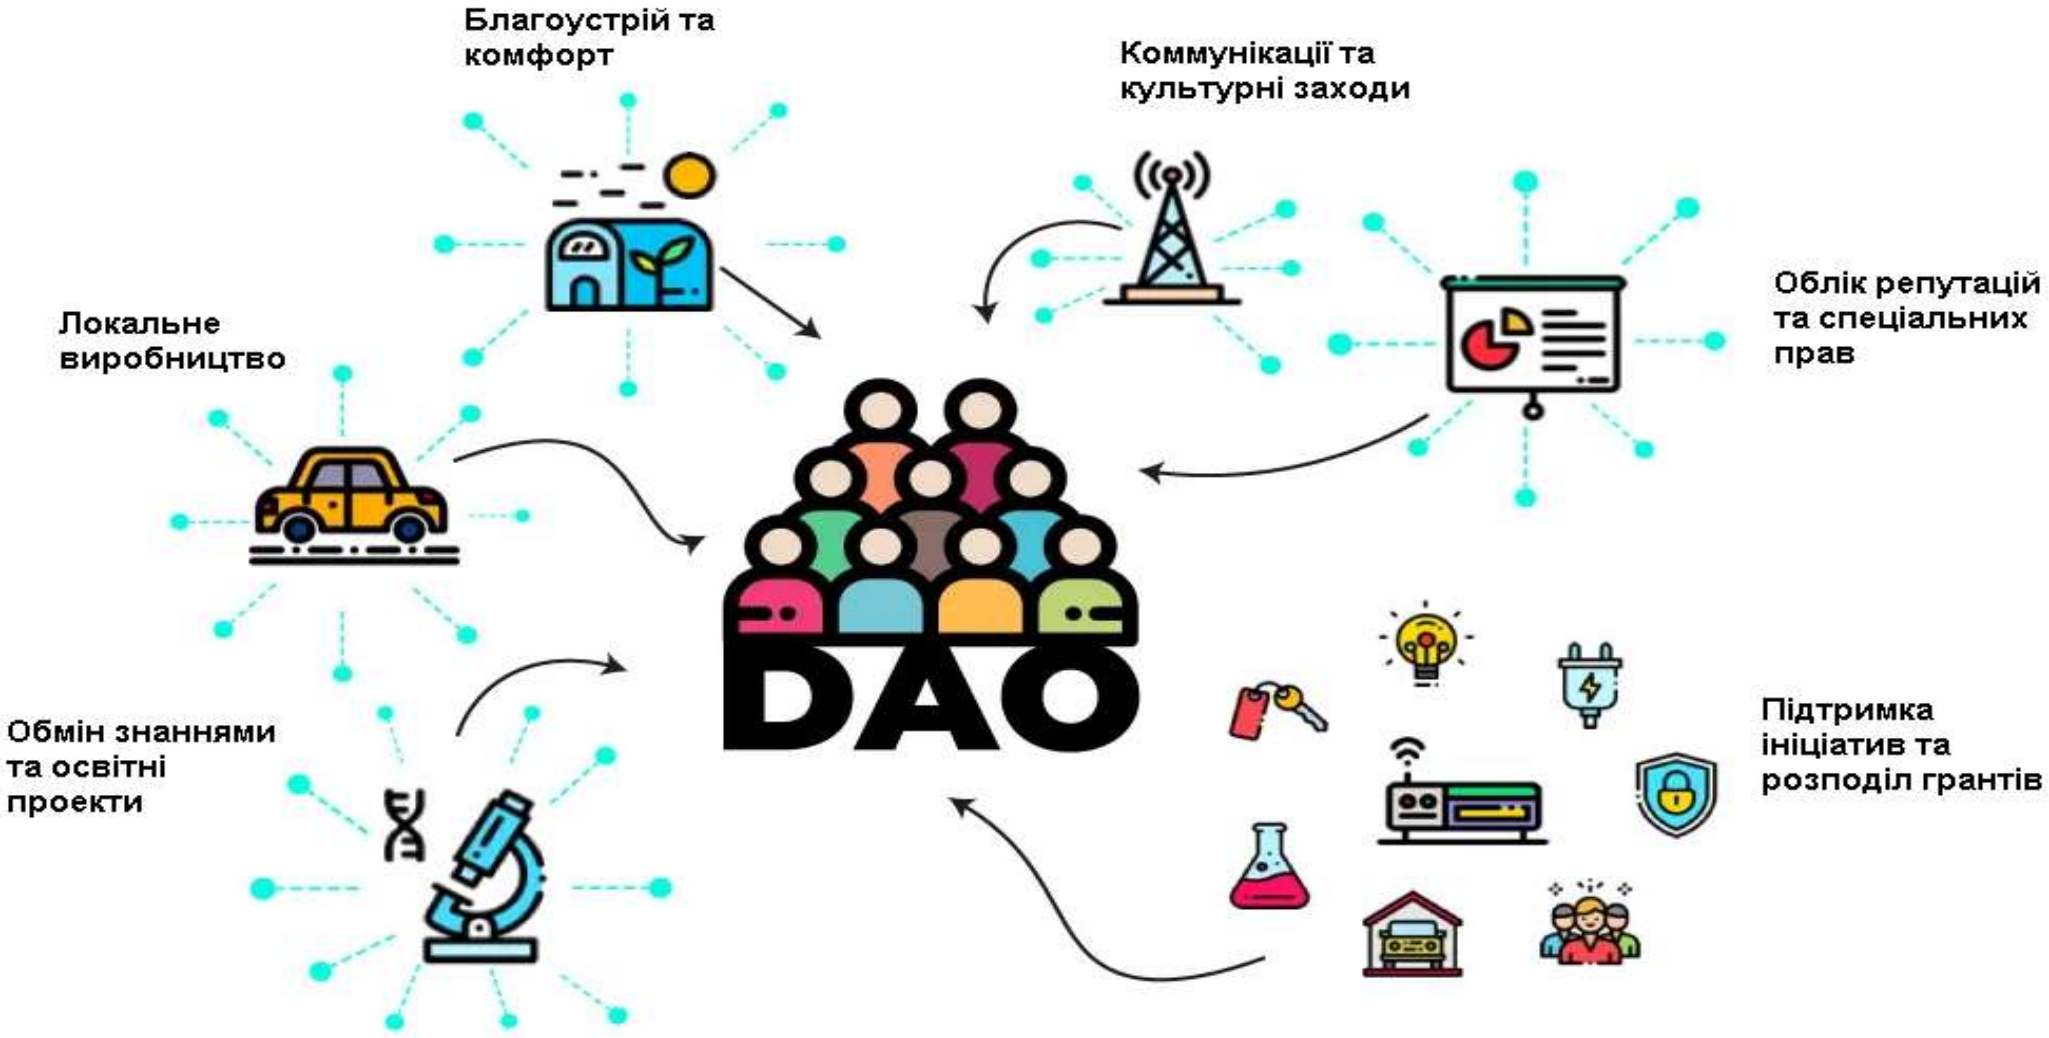 Благоустрій та
комфорт
Коммунікації та
культурні заходи
Облік репутацій
та спеціальних
прав
Локальне
виробництво
DAO
Обмін знаннями
та освітні
проекти
Підтримка
ініціатив та
розподіл грантів